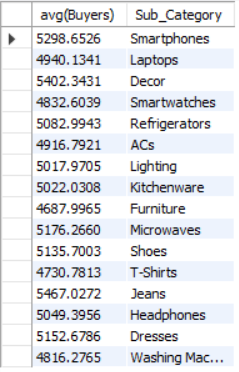 avg(Buyers) Sub_Category
5298.6526 Smartphones
4940.1341 Laptops
5402.3431 Decor
4832.6039 Smartwatches
5082.9943 Refrigerators
4916.7921 ACs
5017.9705 Lighting
5022.0308 Kitchenware
4687.9965 Furniture
5176.2660 Microwaves
5135.7003 Shoes
4730.7813 T-Shirts
5467.0272 Jeans
5049.3956 Headphones
5152.6786 Dresses
4816.2765 Washing Mac...